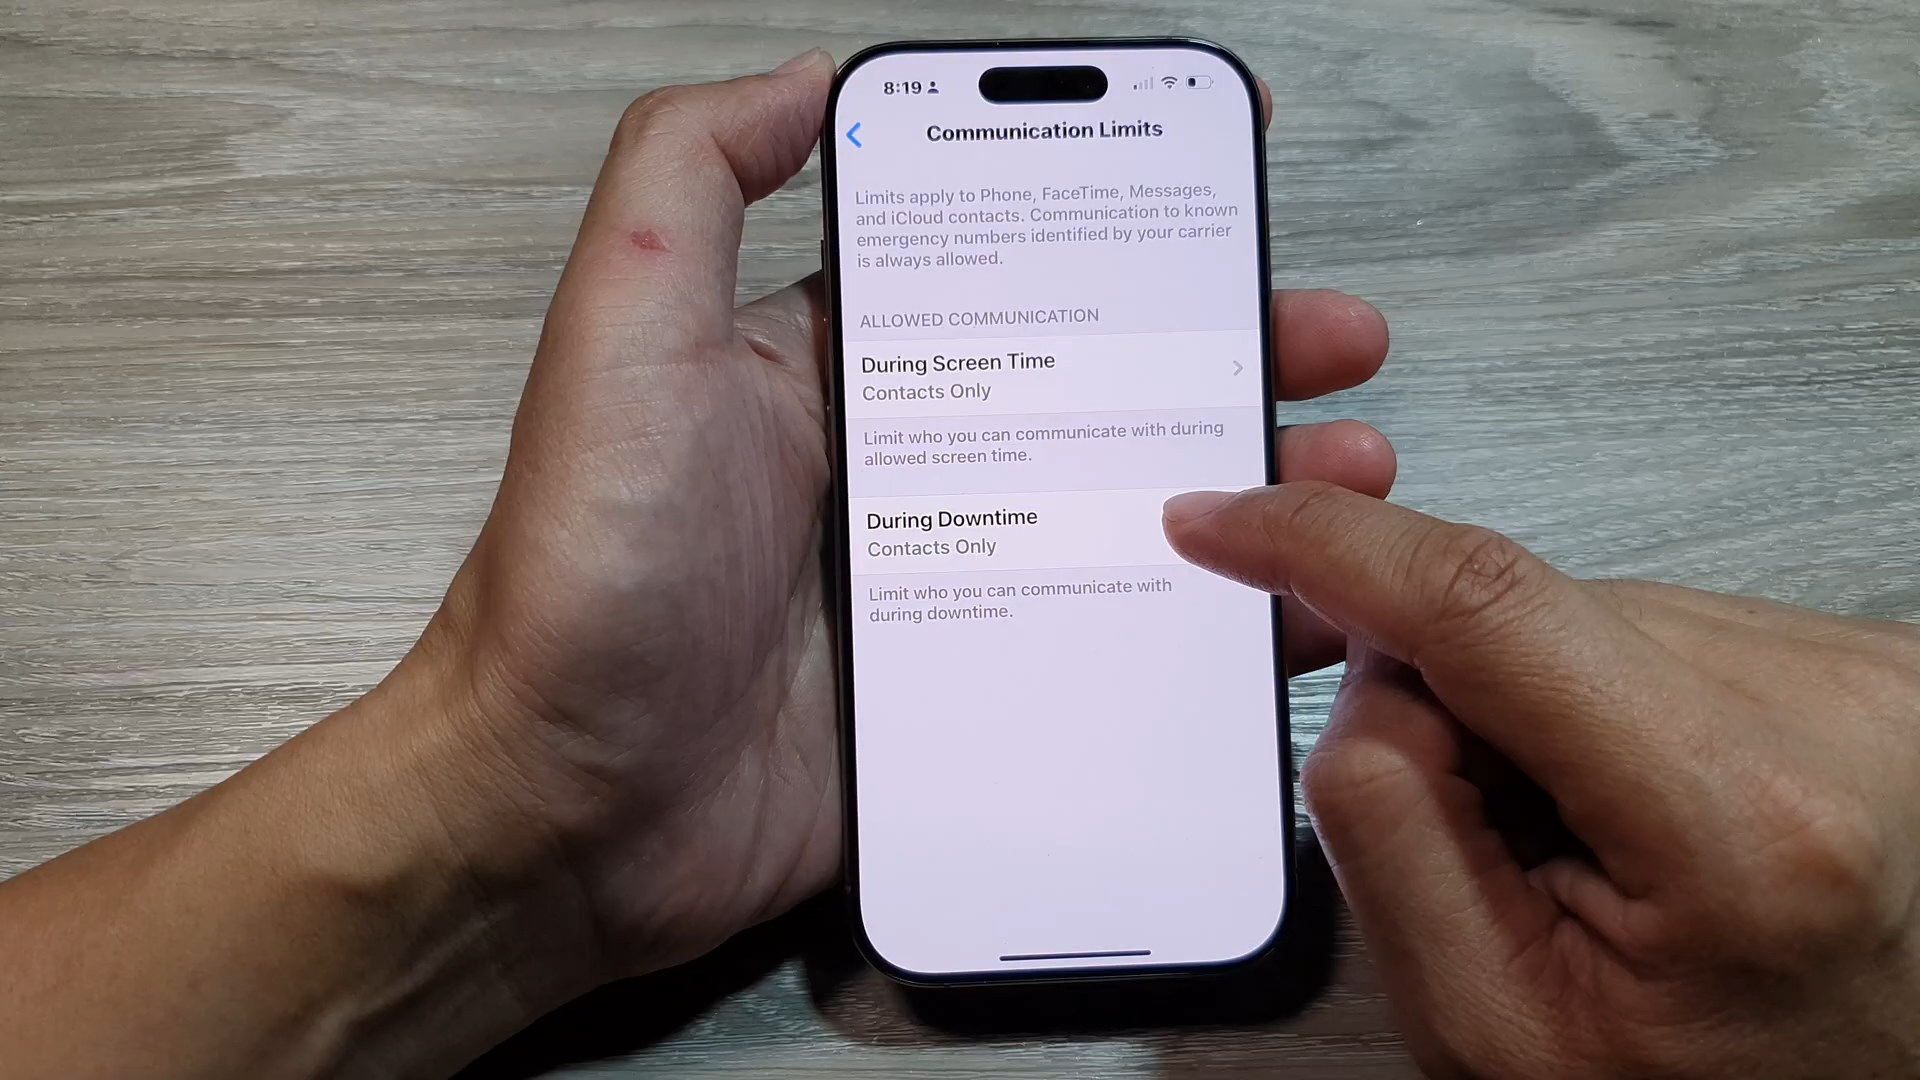 8:19
Communication Limits
Limits apply to Phone, FaceTime, Messages,
and iCloud contacts. Communication to known
emergency numbers identified by your carrier
is always allowed.
ALLOWED COMMUNICATION
During Screen Time
Contacts Only
Limit who you can communicate with during
allowed screen time.
During Downtime
Contacts Only
Limit who you can communicate with
during downtime.